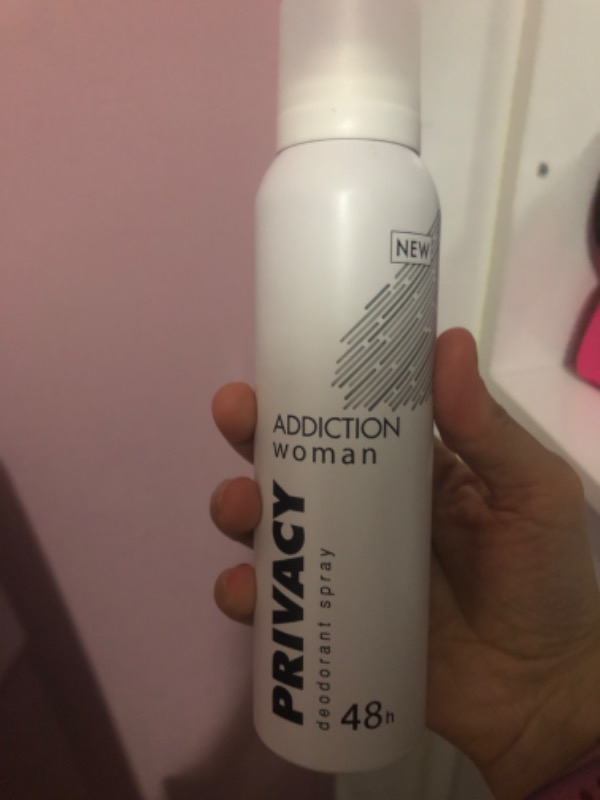 NEW
ADDICTION
woman
PRIVACY
deodorant spray
48h